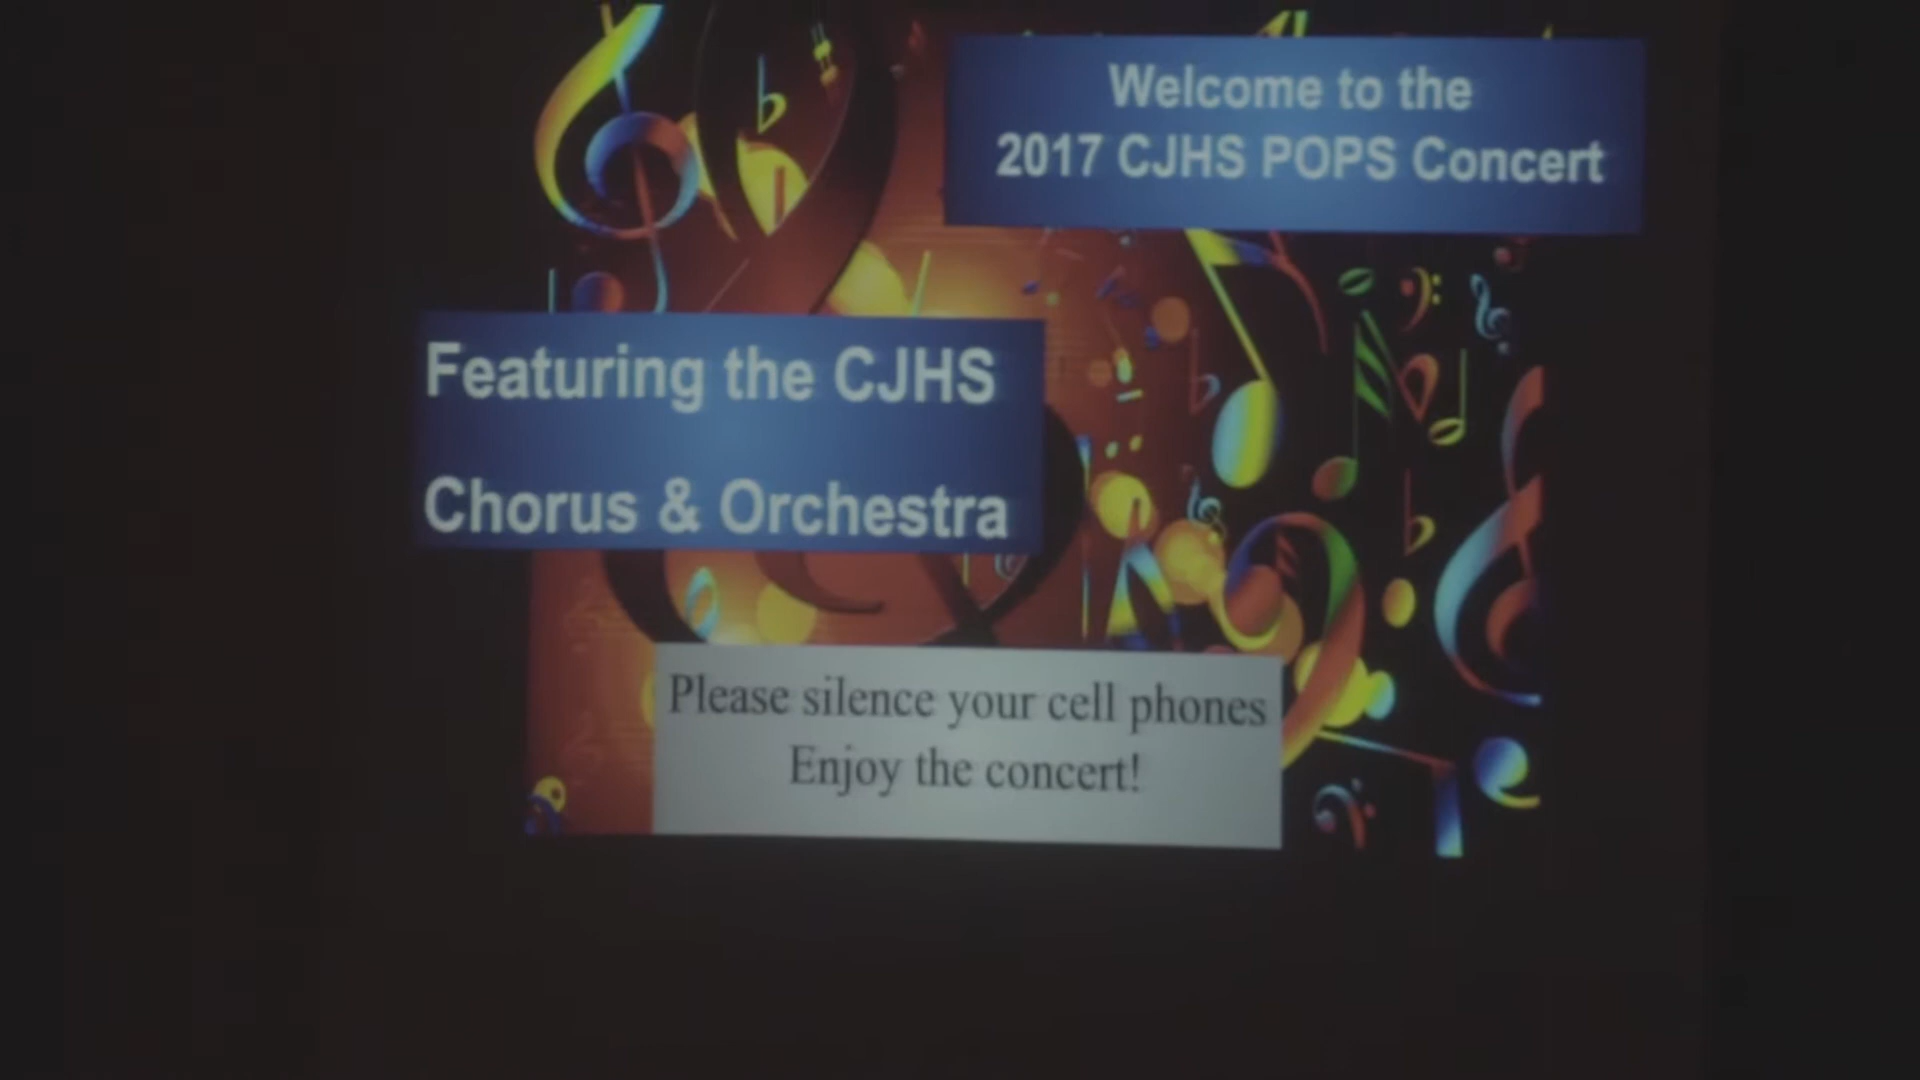 Welcome to the
2017 CJHS POPS Concert
Featuring the CJHS
Chorus & Orchestra
Please silence your cell phones
Enjoy the concert!